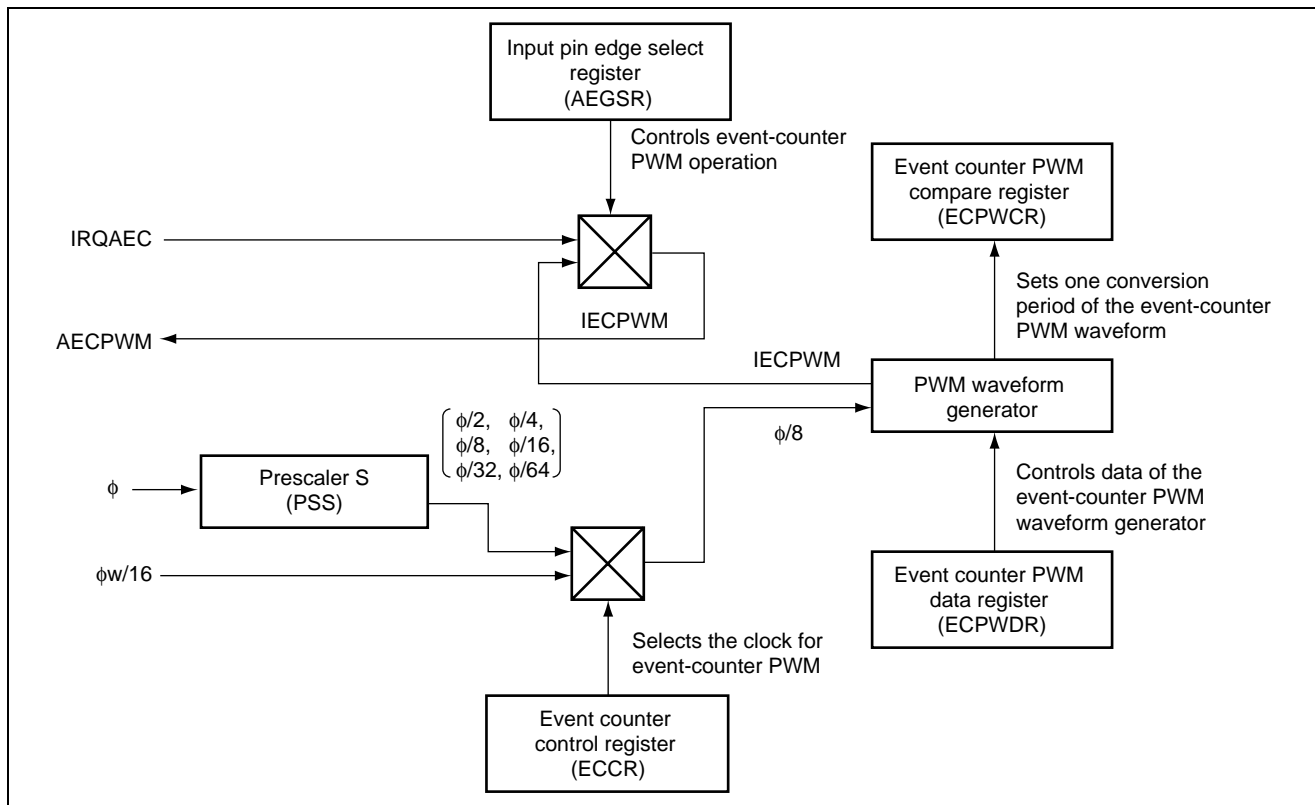 Input pin edge select
register
(AEGSR)
Controls event-counter
PWM operation
Event counter PWM
compare register
(ECPWCR)
IRQAEC
Sets one conversion
period of the event-counter
PWM waveform
IECPWM
AECPWM
IECPWM
PWM waveform
generator
ϕ/2, ϕ/4,
ϕ/8, ϕ/16,
ϕ/32, ϕ/64
ϕ/8
ϕ
Prescaler S
(PSS)
Controls data of the
event-counter PWM
waveform generator
ϕw/16
Event counter PWM
data register
(ECPWDR)
Selects the clock for
event-counter PWM
Event counter
control register
(ECCR)